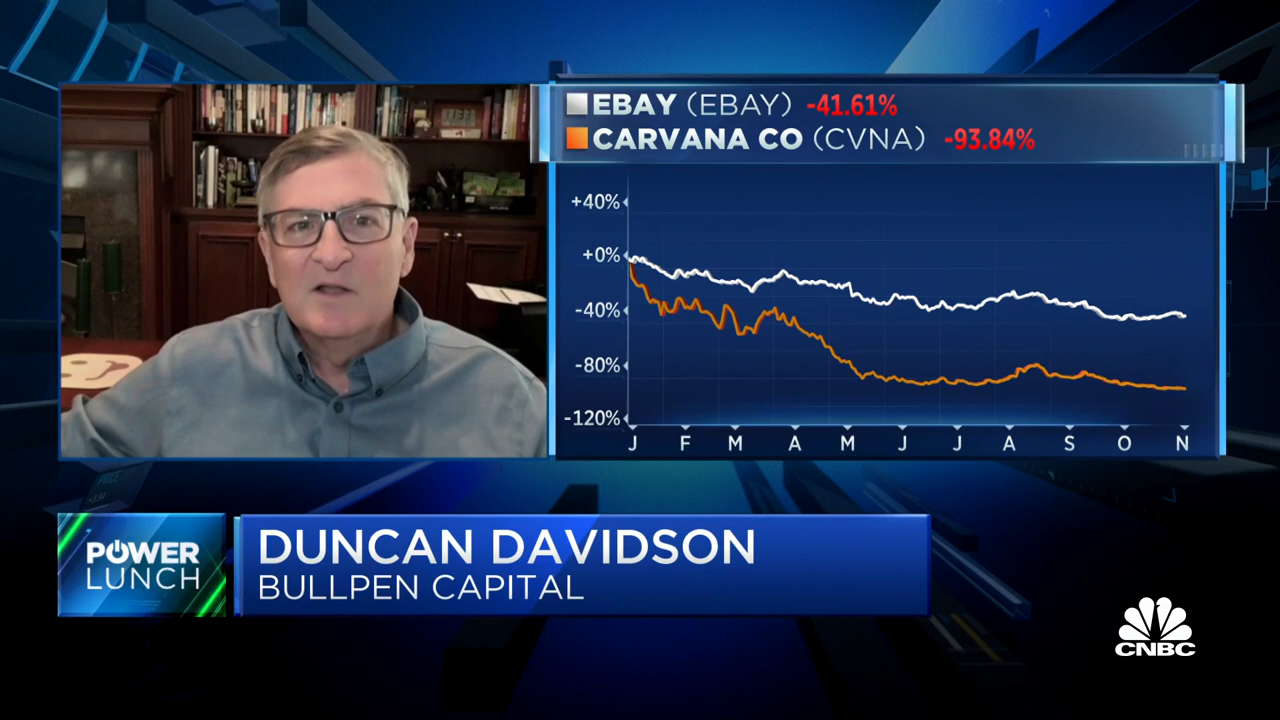 EBAY (EBAY) -41.61%
CARVANA CO (CVNA) -93.84%
+40%
+0%
-40%
-80%
-120%
J F M A M J J A S O N
POWER
LUNCH
DUNCAN DAVIDSON
BULLPEN CAPITAL
CNBC